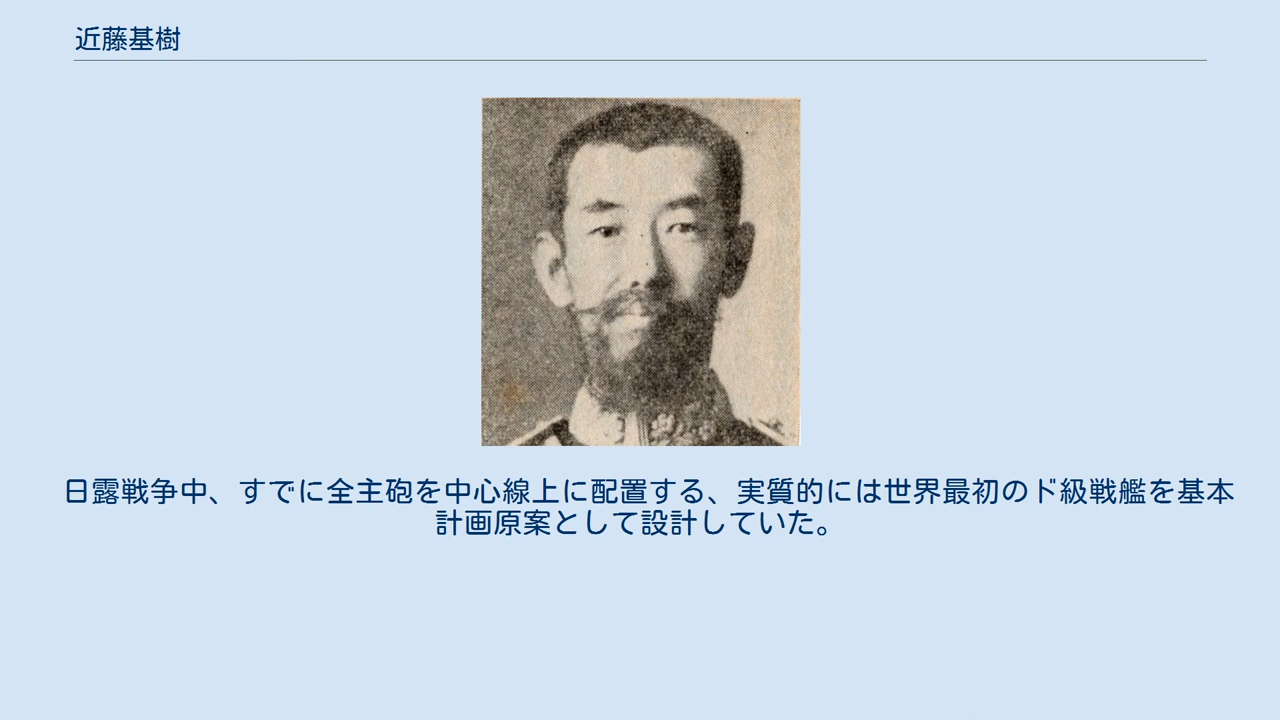 近藤基樹
日露戦争中、すでに全主砲を中心線上に配置する、実質的には世界最初のド級戦艦を基本
計画原案として設計していた。